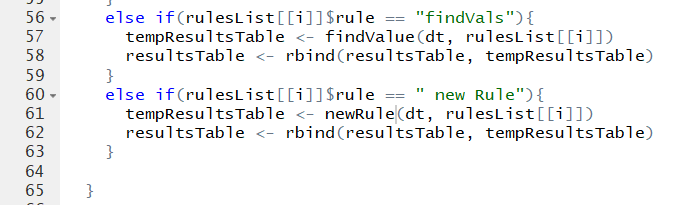 56 else if(rulesList[[i]]$rule == "findVals"){
57 tempResultsTable <- findValue(dt, rulesList[[i]])
58 resultsTable <- rbind(resultsTable, tempResultsTable)
59 }
60 else if(rulesList[[i]]$rule == " new Rule"){
61 tempResultsTable <- newRule(dt, rulesList[[i]])
62 resultsTable <- rbind(resultsTable, tempResultsTable)
63 }
64
65 }